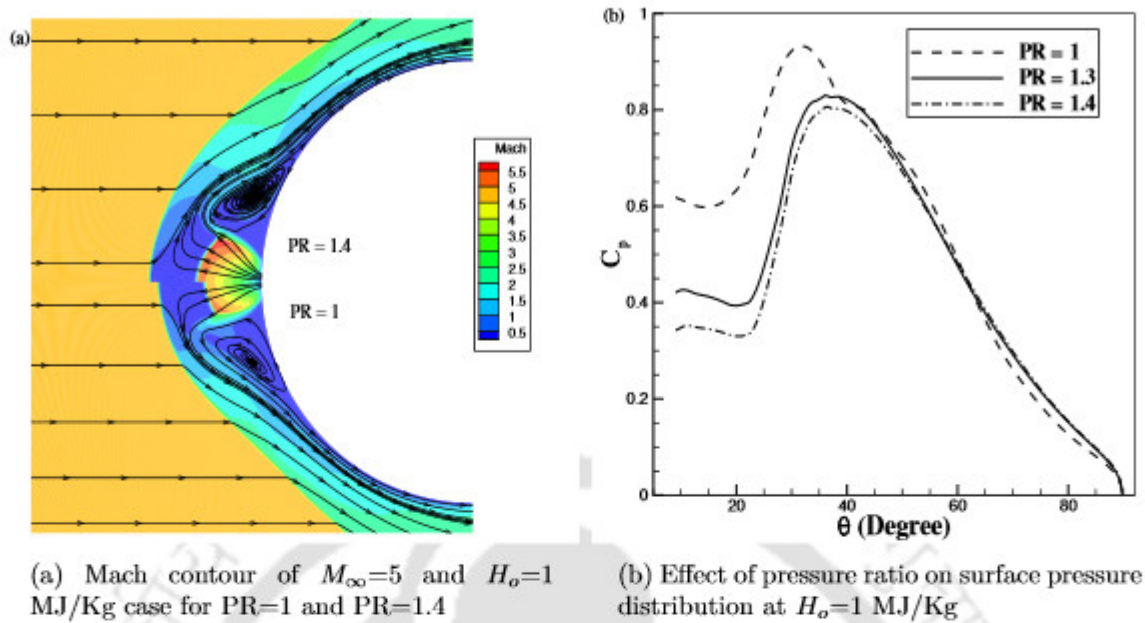 (a)
Mach
5.5
5
4.5
4
3.5
3
2.5
2
1.5
1
0.5
PR = 1.4
PR = 1
(b)
1
0.8
0.6
0.4
0.2
0
C_p
PR = 1
PR = 1.3
PR = 1.4
20 40 60 80
θ (Degree)
(a) Mach contour of M∞=5 and Hₒ=1
MJ/Kg case for PR=1 and PR=1.4
(b) Effect of pressure ratio on surface pressure
distribution at Hₒ=1 MJ/Kg